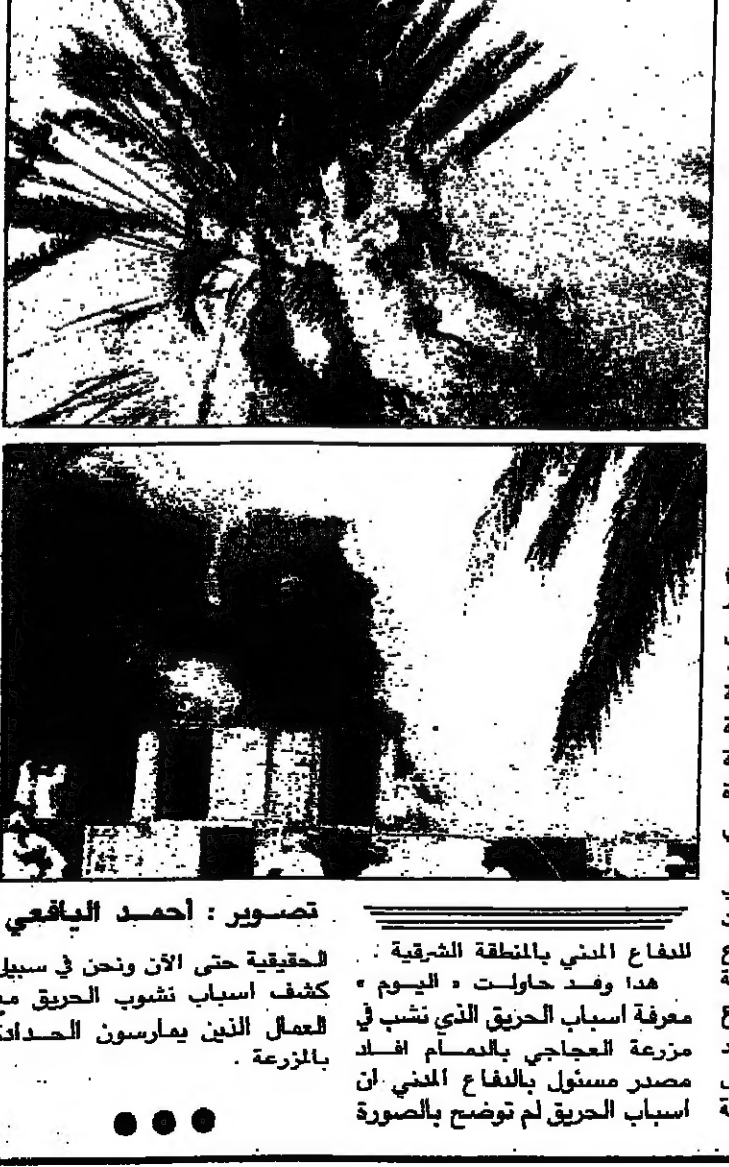 تصوير : أحمد اليافعي
للدفاع المدني بالمنطقة الشرقية .
هذا وقد حاولت « اليوم »
معرفة اسباب الحريق الذي نشب في
مزرعة العجاجي بالدمام افاد
مصدر مسئول بالدفاع المدني ان
اسباب الحريق لم توضح بالصورة
الحقيقية حتى الآن ونحن في سبيل
كشف اسباب نشوب الحريق
العمال الذين يمارسون الحدادة
بالمزرعة .